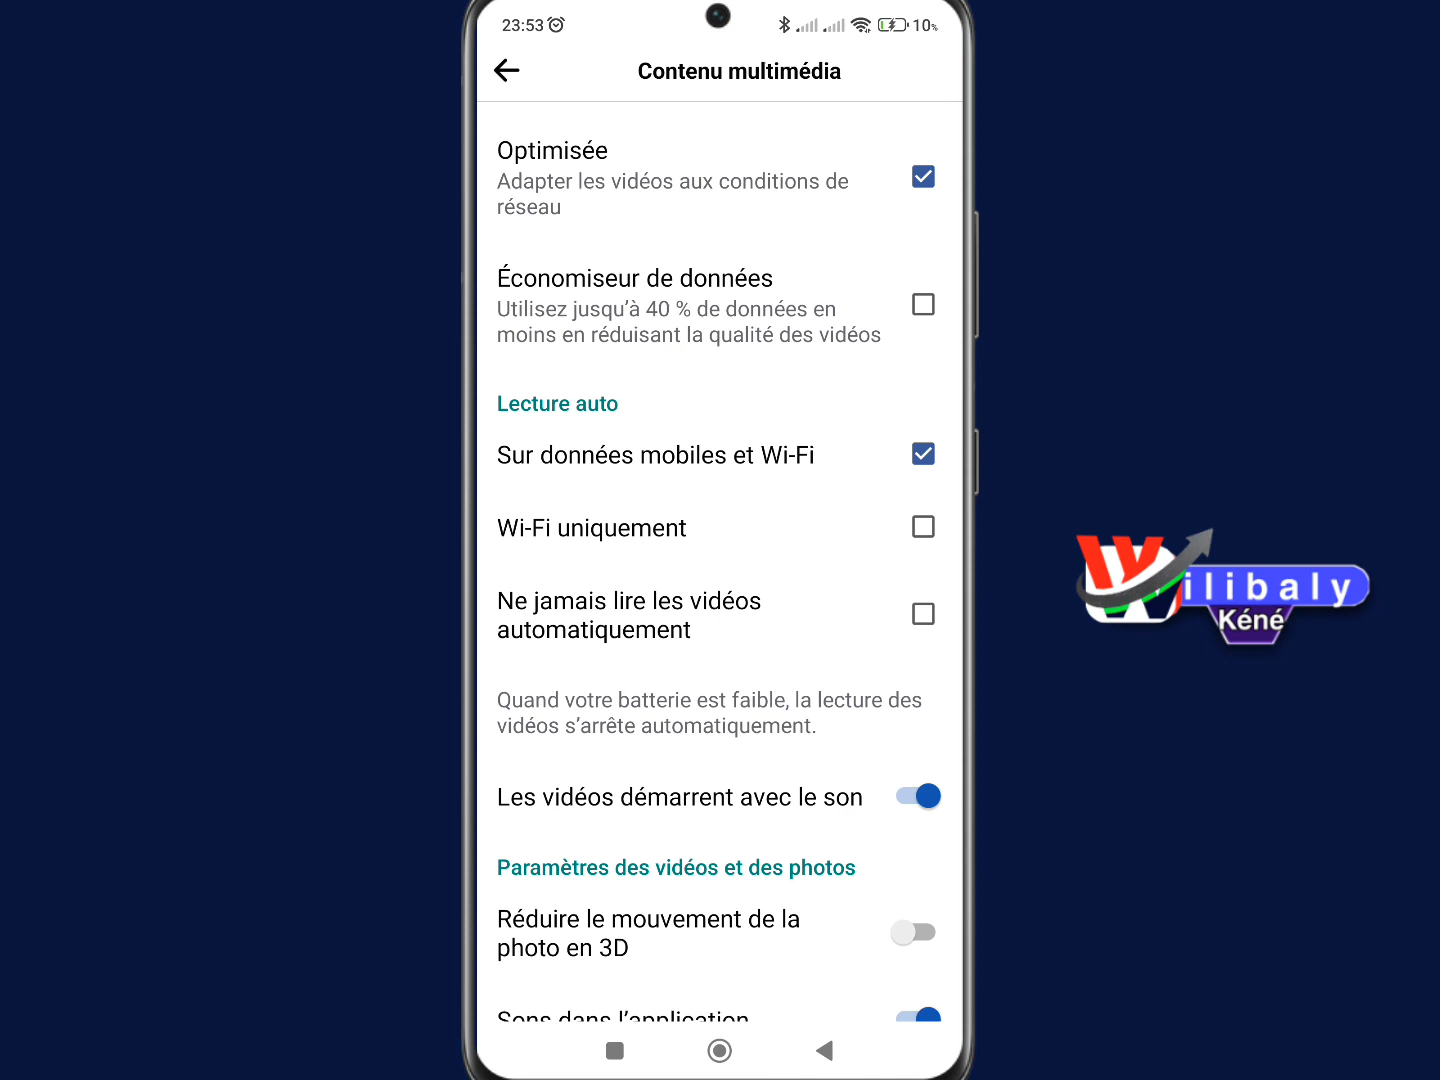 23:53
10%
Contenu multimédia
Optimisée
Adapter les vidéos aux conditions de
réseau
Économiseur de données
Utilisez jusqu’à 40 % de données en
moins en réduisant la qualité des vidéos
Lecture auto
Sur données mobiles et Wi-Fi
Wi-Fi uniquement
Ne jamais lire les vidéos
automatiquement
Quand votre batterie est faible, la lecture des
vidéos s’arrête automatiquement.
Les vidéos démarrent avec le son
Paramètres des vidéos et des photos
Réduire le mouvement de la
photo en 3D
Sons dans l’application
Wilibaly
Kéné